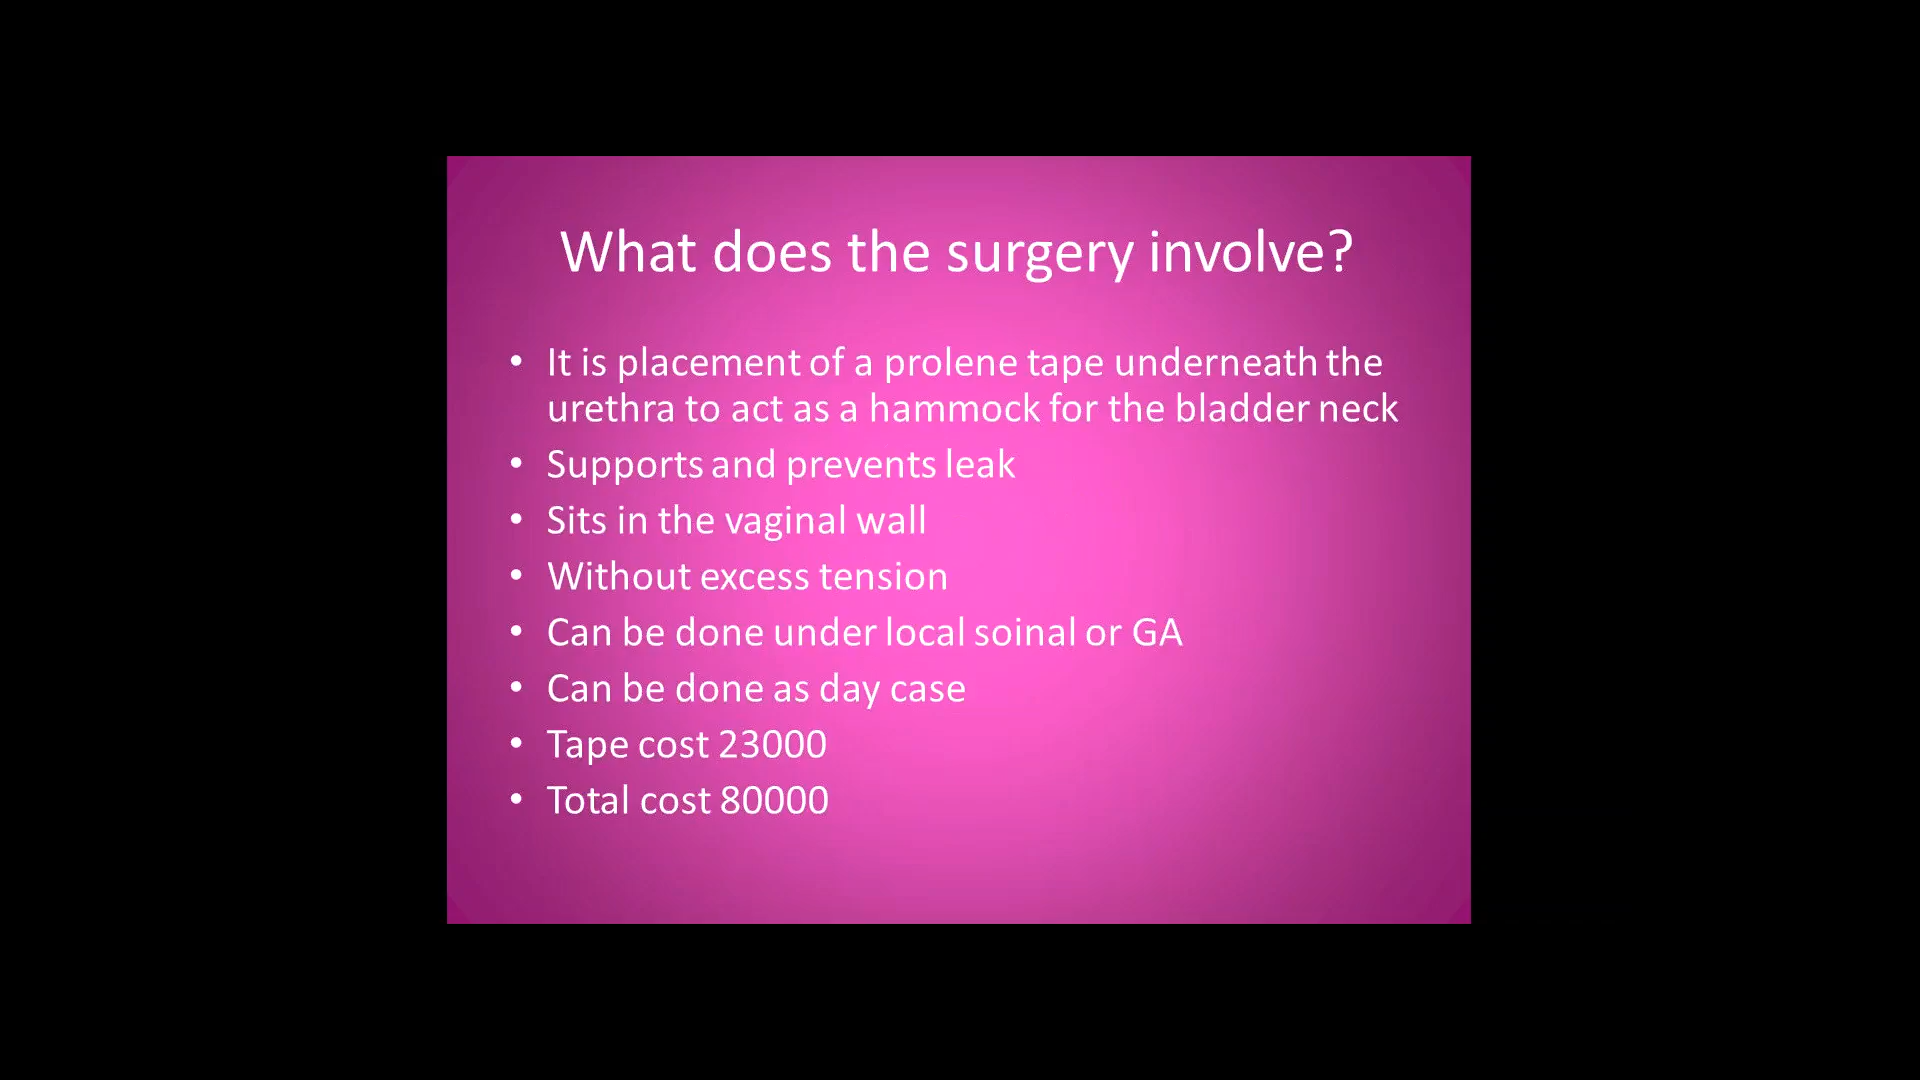 What does the surgery involve?
• It is placement of a prolene tape underneath the
urethra to act as a hammock for the bladder neck
• Supports and prevents leak
• Sits in the vaginal wall
• Without excess tension
• Can be done under local soinal or GA
• Can be done as day case
• Tape cost 23000
• Total cost 80000